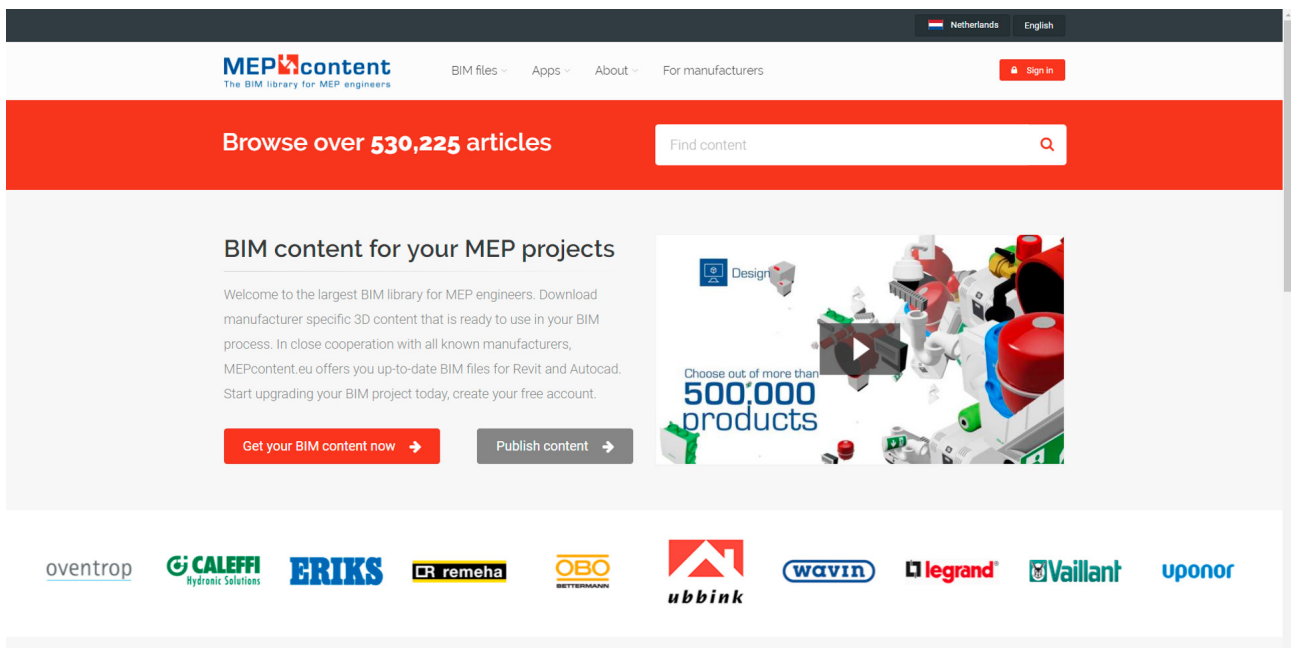 Netherlands English
MEPcontent
The BIM library for MEP engineers
BIM files Apps About For manufacturers
Sign in
Browse over 530,225 articles
Find content
BIM content for your MEP projects
Welcome to the largest BIM library for MEP engineers. Download
manufacturer specific 3D content that is ready to use in your BIM
process. In close cooperation with all known manufacturers,
MEPcontent.eu offers you up-to-date BIM files for Revit and Autocad.
Start upgrading your BIM project today, create your free account.
Get your BIM content now
Publish content
Design
Choose out of more than
500.000
products
oventrop
CALEFFI
Hydronic Solutions
ERIKS
remeha
OBO
BETTERMANN
ubbink
wavin
legrand®
Vaillant
uponor